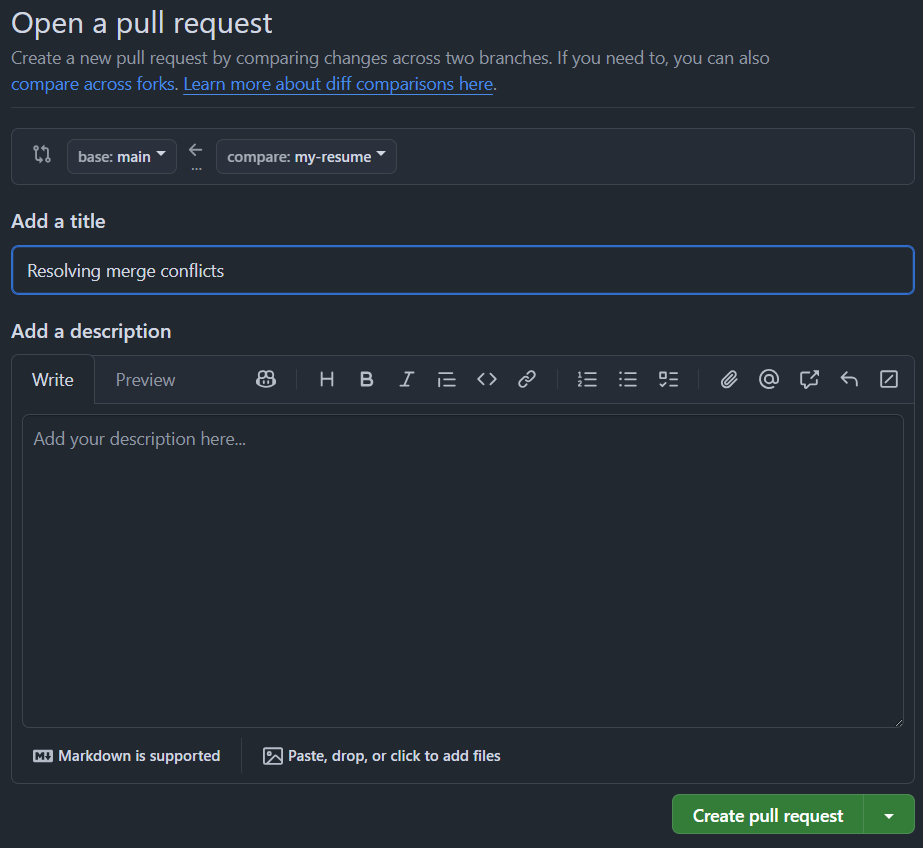 Open a pull request
Create a new pull request by comparing changes across two branches. If you need to, you can also
compare across forks. Learn more about diff comparisons here.
base: main
...
compare: my-resume
Add a title
Resolving merge conflicts
Add a description
Write
Preview
H
B
I
@
Add your description here...
Markdown is supported
Paste, drop, or click to add files
Create pull request